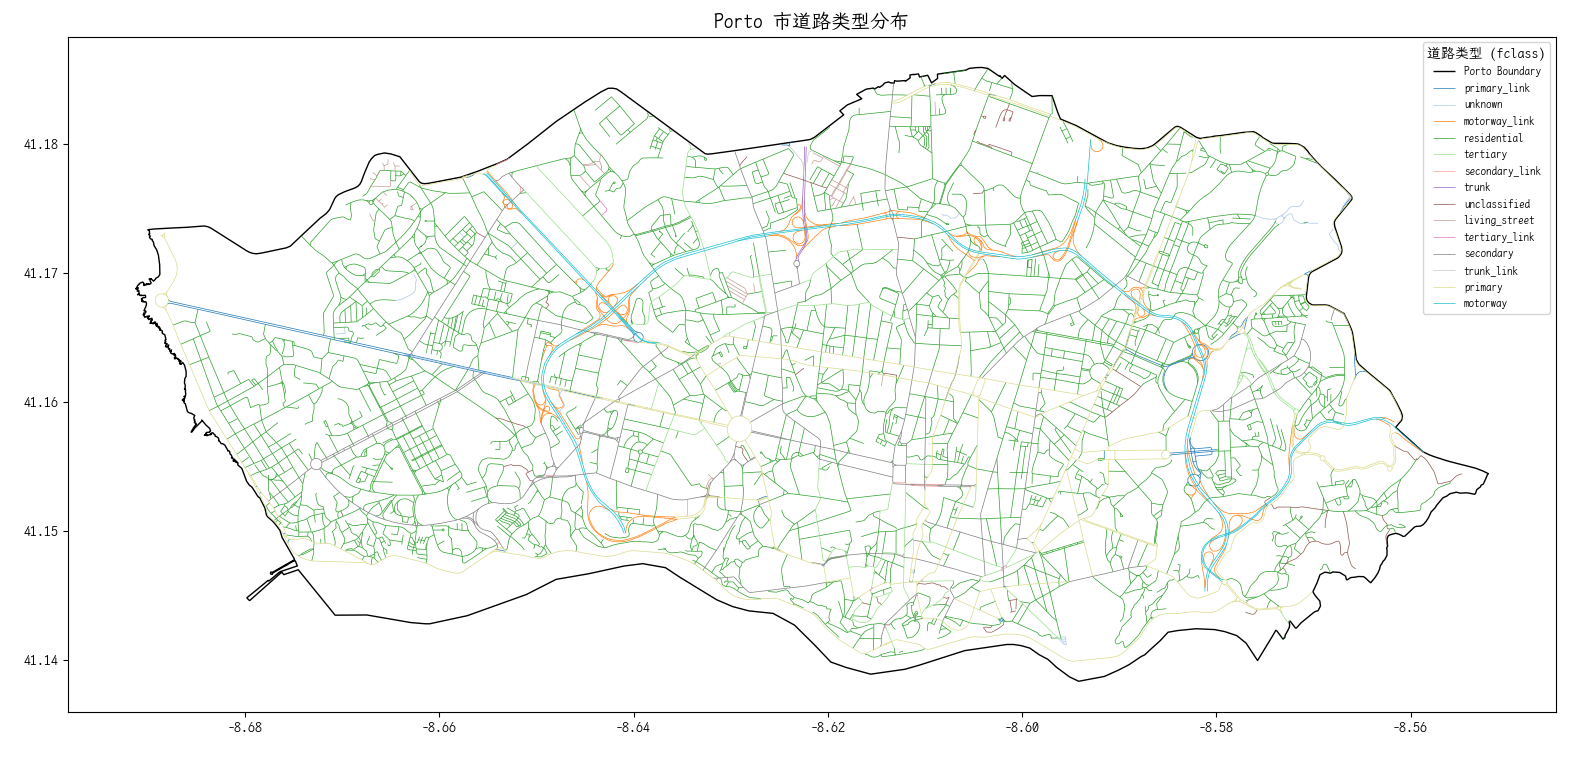 Porto 市道路类型分布
道路类型 (fclass)
Porto Boundary
primary_link
unknown
motorway_link
residential
tertiary
secondary_link
trunk
unclassified
living_street
tertiary_link
secondary
trunk_link
primary
motorway
41.18
41.17
41.16
41.15
41.14
-8.68
-8.66
-8.64
-8.62
-8.60
-8.58
-8.56